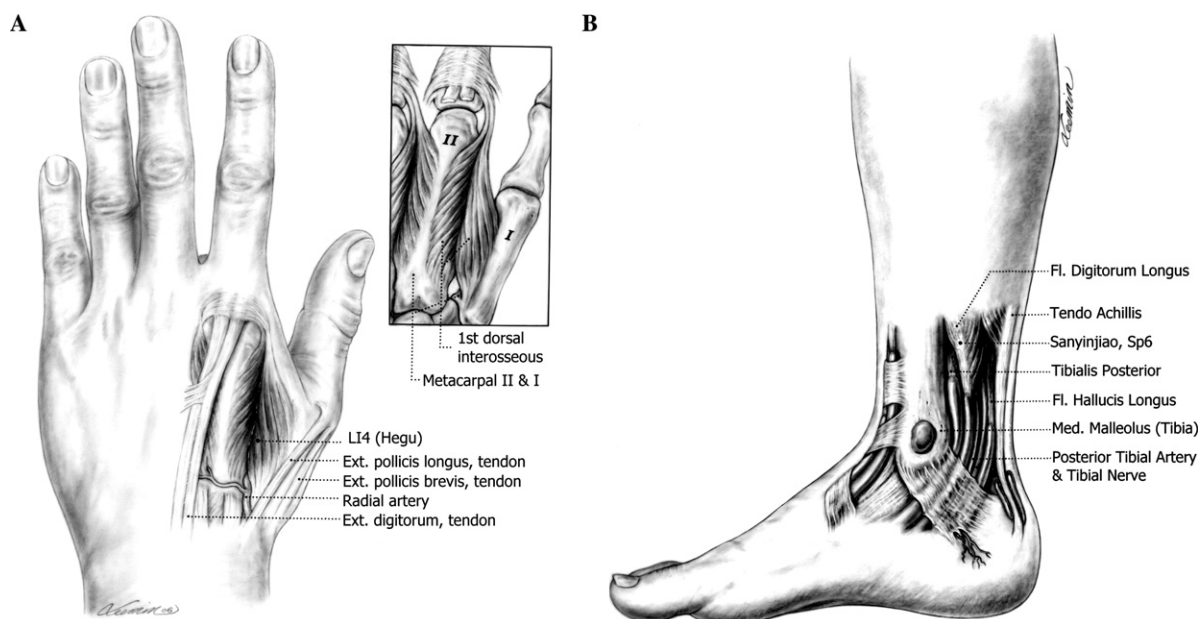 A
II
I
1st dorsal
interosseous
Metacarpal II & I
LI4 (Hegu)
Ext. pollicis longus, tendon
Ext. pollicis brevis, tendon
Radial artery
Ext. digitorum, tendon
B
Fl. Digitorum Longus
Tendo Achillis
Sanyinjiao, Sp6
Tibialis Posterior
Fl. Hallucis Longus
Med. Malleolus (Tibia)
Posterior Tibial Artery
& Tibial Nerve